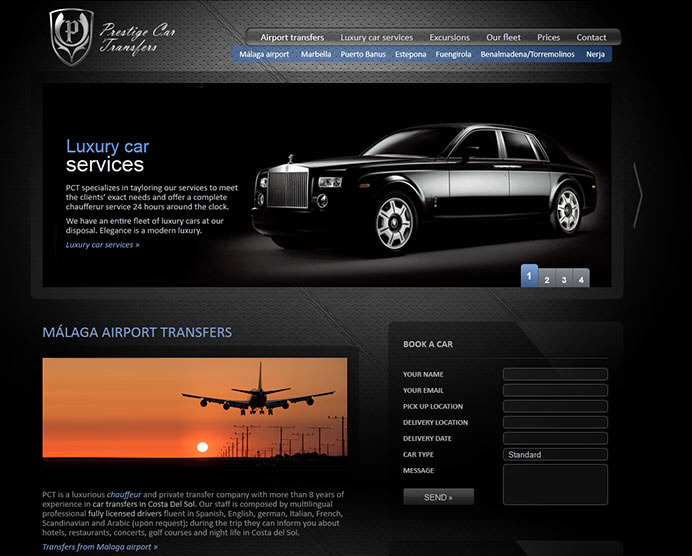 P
Prestige Car
Transfers
Airport transfers Luxury car services Excursions Our fleet Prices Contact
Málaga airport Marbella Puerto Banus Estepona Fuengirola Benalmadena/Torremolinos Nerja
Luxury car
services
PCT specializes in tayloring our services to meet
the clients' exact needs and offer a complete
chauffeur service 24 hours around the clock.
We have an entire fleet of luxury cars at our
disposal. Elegance is a modern luxury.
Luxury car services »
1 2 3 4
MÁLAGA AIRPORT TRANSFERS
PCT is a luxurious chauffeur and private transfer company with more than 8 years of
experience in car transfers in Costa Del Sol. Our staff is composed by multilingual
professional fully licensed drivers fluent in Spanish, English, german, Italian, French,
Scandinavian and Arabic (upon request); during the trip they can inform you about
hotels, restaurants, concerts, golf courses and night life in Costa del Sol.
Transfers from Malaga airport »
BOOK A CAR
YOUR NAME
YOUR EMAIL
PICK UP LOCATION
DELIVERY LOCATION
DELIVERY DATE
CAR TYPE Standard
MESSAGE
SEND »